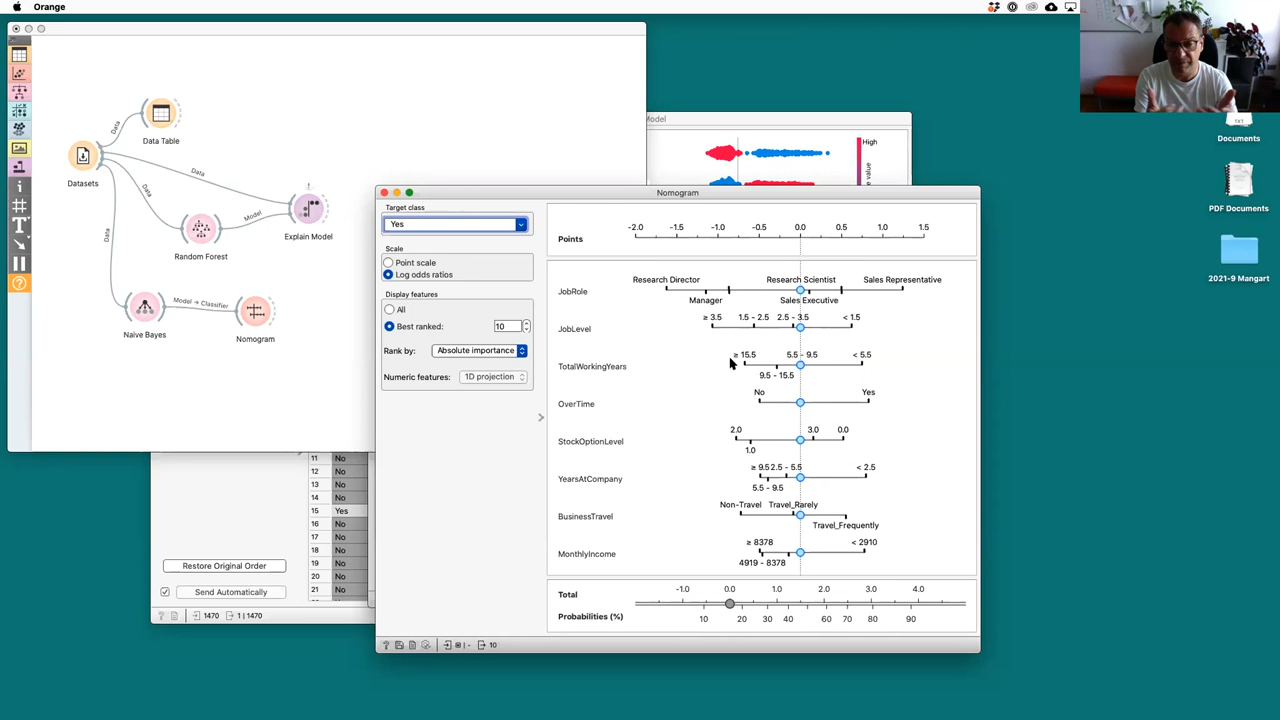 Orange
Data Table
Datasets
Data
Data
Data
Data
Model
Explain Model
Random Forest
Model → Classifier
Naive Bayes
Nomogram
Model
High
TXT
Documents
PDF Documents
2021-9 Mangart
11 No
12 No
13 No
14 No
15 Yes
16 No
17 No
18 No
19 No
20 No
21 No
Restore Original Order
Send Automatically
1470 1 | 1470
Nomogram
Target class
Yes
Scale
Point scale
Log odds ratios
Display features
All
Best ranked: 10
Rank by: Absolute importance
Numeric features: 1D projection
10
Points
-2.0 -1.5 -1.0 -0.5 0.0 0.5 1.0 1.5
JobRole
Research Director Research Scientist Sales Representative
Manager Sales Executive
JobLevel
≥ 3.5 1.5 - 2.5 2.5 - 3.5 < 1.5
TotalWorkingYears
≥ 15.5 5.5 - 9.5 < 5.5
9.5 - 15.5
OverTime
No Yes
StockOptionLevel
2.0 3.0 0.0
1.0
YearsAtCompany
≥ 9.5 2.5 - 5.5 < 2.5
5.5 - 9.5
BusinessTravel
Non-Travel Travel_Rarely
Travel_Frequently
MonthlyIncome
≥ 8378 < 2910
4919 - 8378
Total
-1.0 0.0 1.0 2.0 3.0 4.0
Probabilities (%)
10 20 30 40 60 70 80 90